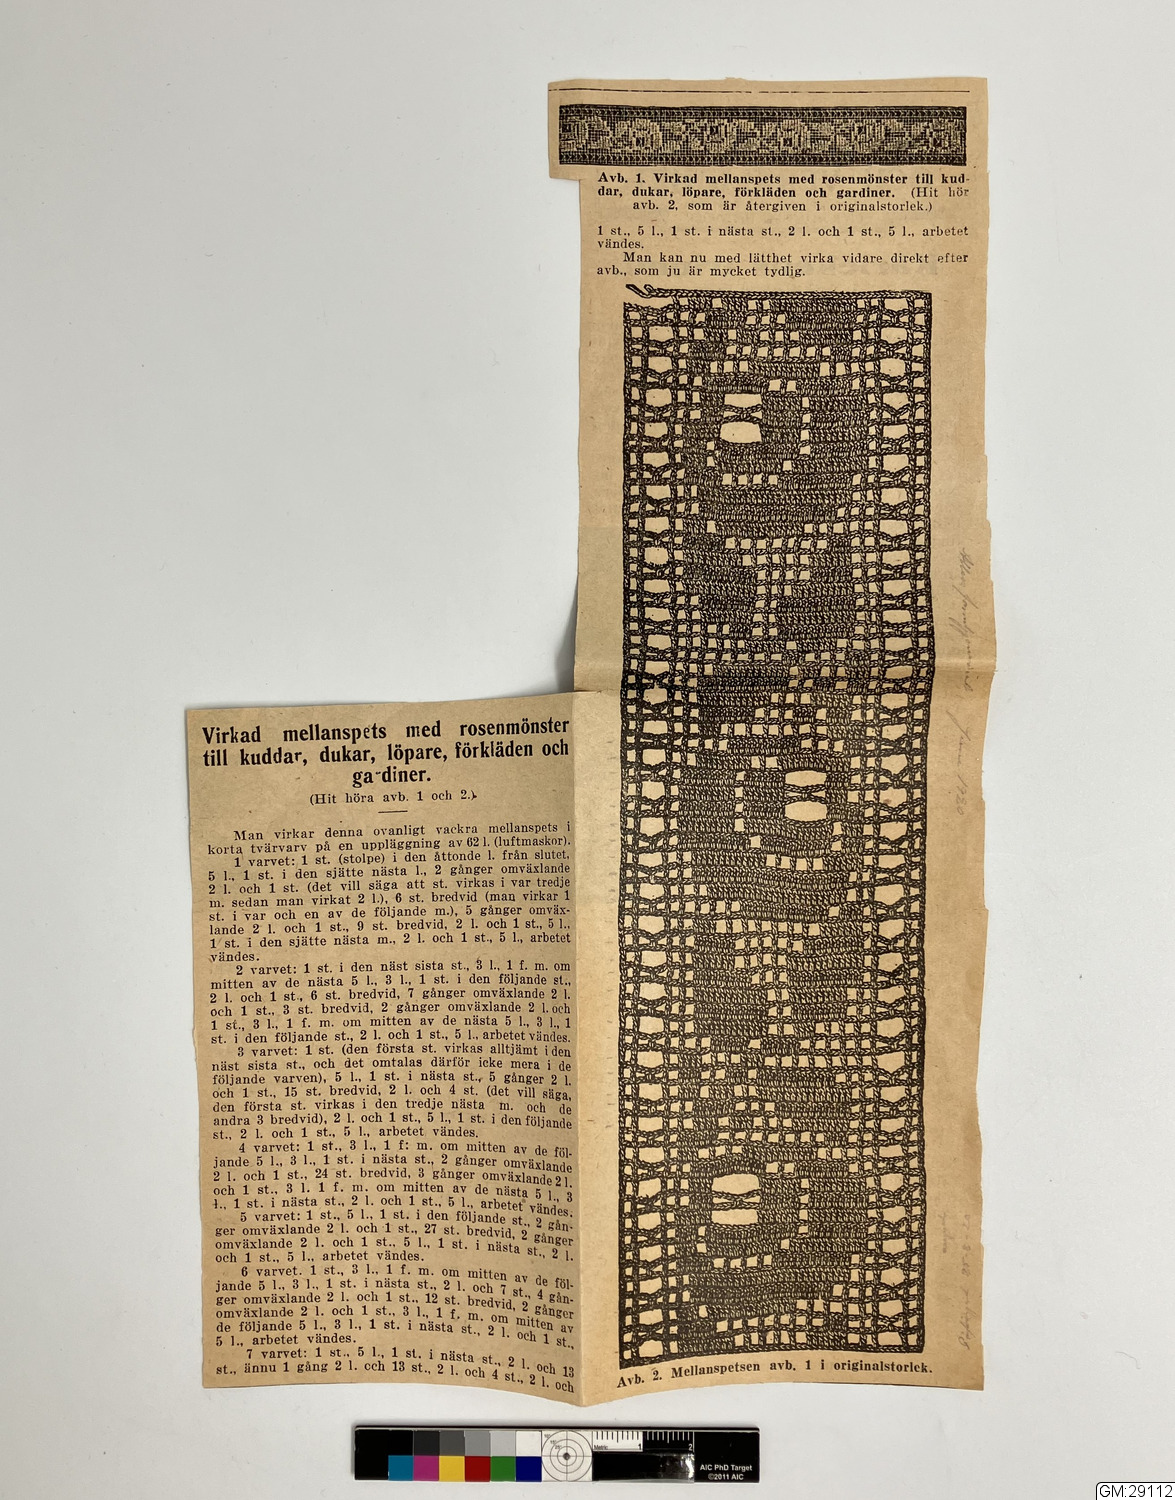 Virkad mellanspets med rosenmönster
till kuddar, dukar, löpare, förkläden och
gardiner.
(Hit höra avb. 1 och 2.)
Man virkar denna ovanligt vackra mellanspets i
korta tvärvarv på en uppläggning av 62 l. (luftmaskor).
1 varvet: 1 st. (stolpe) i den åttonde l. från slutet,
5 l., 1 st. i den sjätte nästa l., 2 gånger omväxlande
2 l. och 1 st. (det vill säga att st. virkas i var tredje
m. sedan man virkat 2 l.), 6 st. bredvid (man virkar 1
st. i var och en av de följande m.), 5 gånger omväx-
lande 2 l. och 1 st., 9 st. bredvid, 2 l. och 1 st., 5 l.,
1 st. i den sjätte nästa m., 2 l. och 1 st., 5 l., arbetet
vändes.
2 varvet: 1 st. i den näst sista st., 3 l., 1 f. m. om
mitten av de nästa 5 l., 3 l., 1 st. i den följande st.,
2 l. och 1 st., 6 st. bredvid, 7 gånger omväxlande 2 l.
och 1 st., 3 st. bredvid, 2 gånger omväxlande 2 l. och
1 st., 3 l., 1 f. m. om mitten av de nästa 5 l., 3 l., 1
st. i den följande st., 2 l. och 1 st., 5 l., arbetet vändes.
3 varvet: 1 st. (den första st. virkas alltjämt i den
näst sista st., och det omtalas därför icke mera i de
följande varven), 5 l., 1 st. i nästa st., 5 gånger 2 l.
och 1 st., 15 st. bredvid, 2 l. och 4 st. (det vill säga,
den första st. virkas i den tredje nästa m. och de
andra 3 bredvid), 2 l. och 1 st., 5 l., 1 st. i den följande
st., 2 l. och 1 st., 5 l., arbetet vändes.
4 varvet: 1 st., 3 l., 1 f: m. om mitten av de föl-
jande 5 l., 3 l., 1 st. i nästa st., 2 gånger omväxlande
2 l. och 1 st., 24 st. bredvid, 3 gånger omväxlande 2 l.
och 1 st., 3 l. 1 f. m. om mitten av de nästa 5 l., 3
l., 1 st. i nästa st., 2 l. och 1 st., 5 l., arbetet vändes.
5 varvet: 1 st., 5 l., 1 st. i den följande st., 2 gån-
ger omväxlande 2 l. och 1 st., 27 st. bredvid, 2 gånger
omväxlande 2 l. och 1 st., 5 l., 1 st. i nästa st., 2 l.
och 1 st., 5 l., arbetet vändes.
6 varvet. 1 st., 3 l., 1 f. m. om mitten av de föl-
jande 5 l., 3 l., 1 st. i nästa st., 2 l. och 7 st., 4 gån-
ger omväxlande 2 l. och 1 st., 12 st. bredvid, 2 gånger
omväxlande 2 l. och 1 st., 3 l., 1 f. m. om mitten av
de följande 5 l., 3 l., 1 st. i nästa st., 2 l. och 1 st.,
5 l., arbetet vändes.
7 varvet: 1 st., 5 l., 1 st. i nästa st., 2 l. och 13
st., ännu 1 gång 2 l. och 13 st., 2 l. och 4 st., 2 l. och
Avb. 1. Virkad mellanspets med rosenmönster till kud-
dar, dukar, löpare, förkläden och gardiner. (Hit hör
avb. 2, som är återgiven i originalstorlek.)
1 st., 5 l., 1 st. i nästa st., 2 l. och 1 st., 5 l., arbetet
vändes.
Man kan nu med lätthet virka vidare direkt efter
avb., som ju är mycket tydlig.
Avb. 2. Mellanspetsen avb. 1 i originalstorlek.
Metric 1 2
AIC PhD Target
©2011 AIC
GM:29112